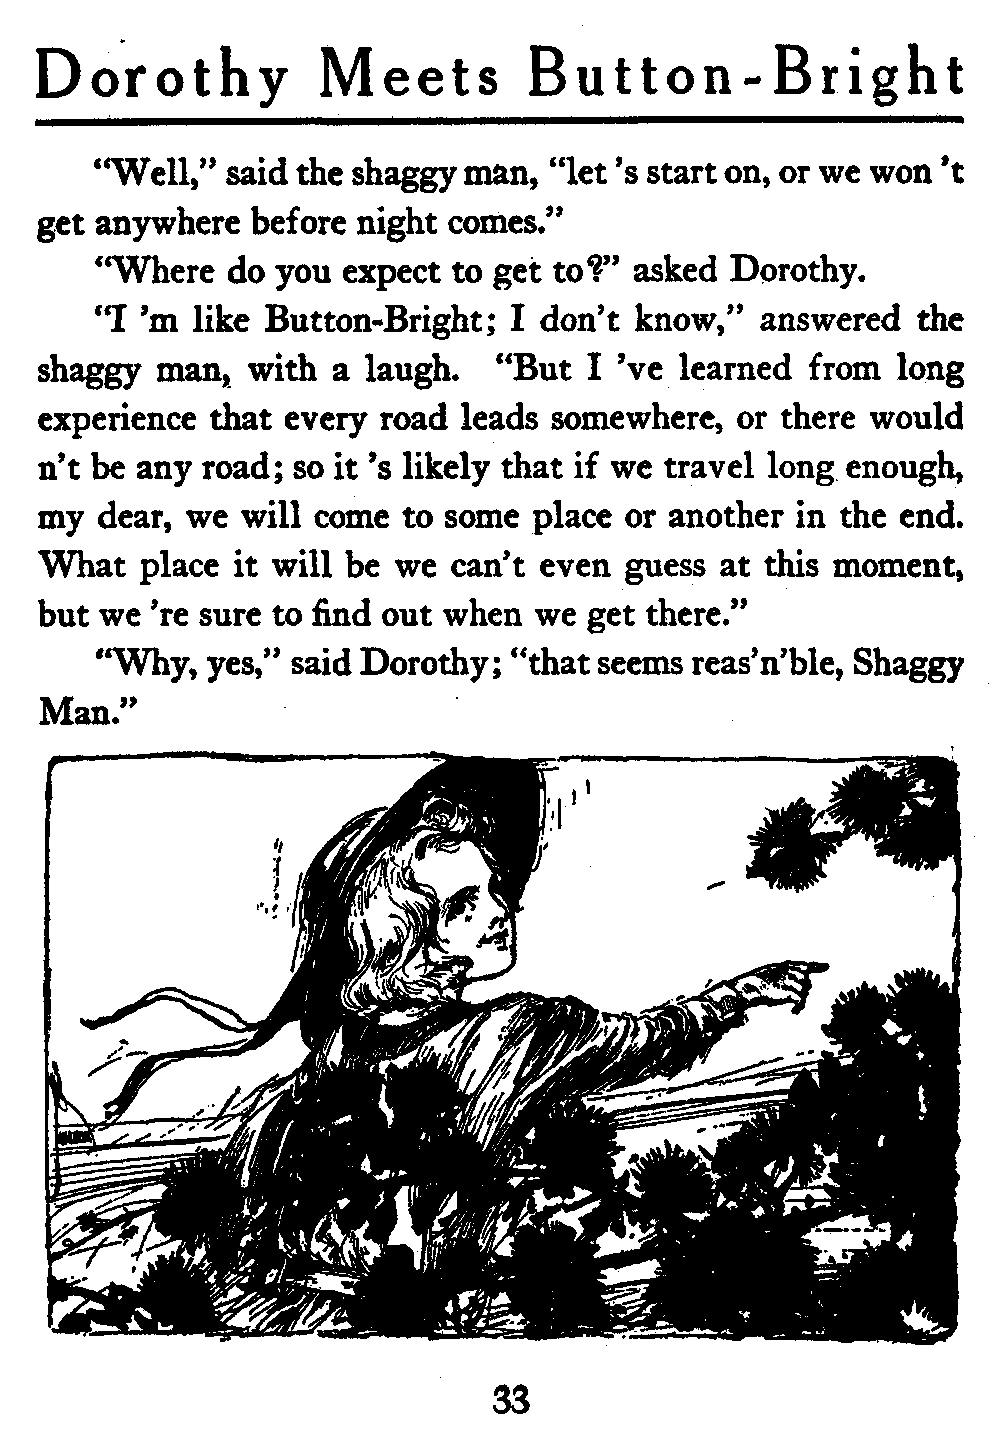 Dorothy Meets Button-Bright
“Well,” said the shaggy man, “let ’s start on, or we won ’t
get anywhere before night comes.”
“Where do you expect to get to?” asked Dorothy.
“I ’m like Button-Bright; I don’t know,” answered the
shaggy man, with a laugh. “But I ’ve learned from long
experience that every road leads somewhere, or there would
n’t be any road; so it ’s likely that if we travel long enough,
my dear, we will come to some place or another in the end.
What place it will be we can’t even guess at this moment,
but we ’re sure to find out when we get there.”
“Why, yes,” said Dorothy; “that seems reas’n’ble, Shaggy
Man.”
33